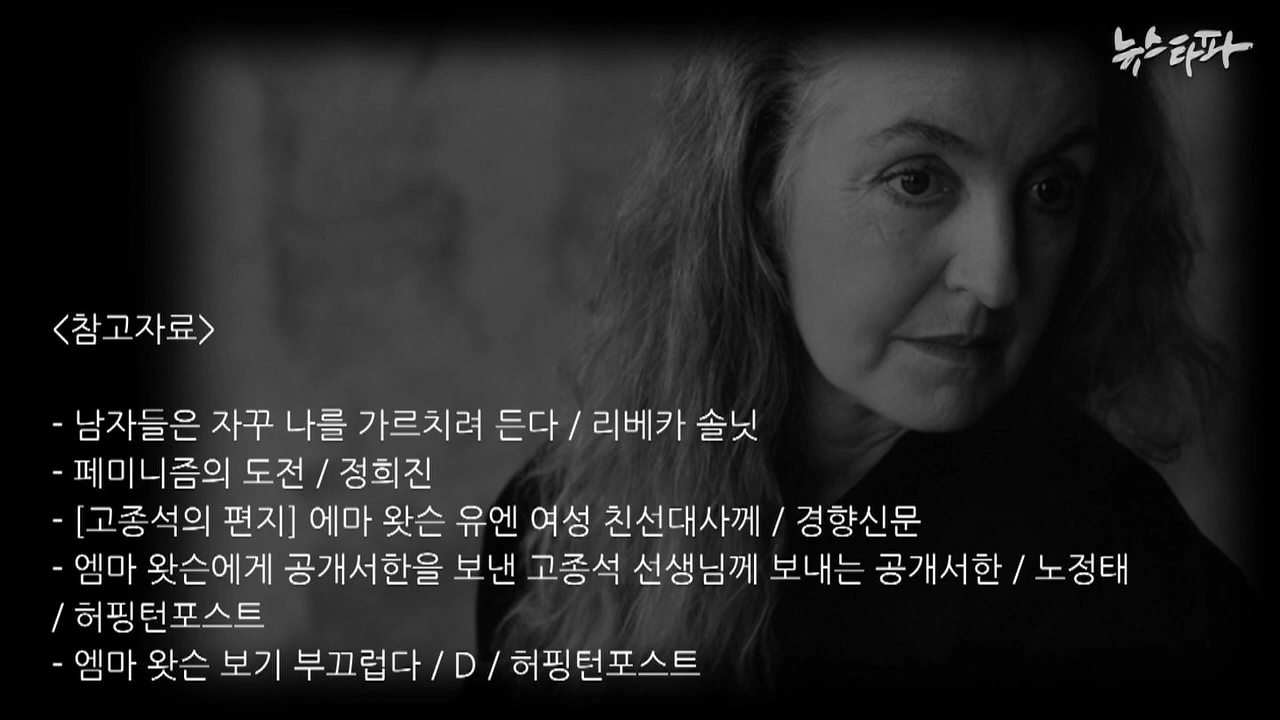 뉴스타파
<참고자료>
- 남자들은 자꾸 나를 가르치려 든다 / 리베카 솔닛
- 페미니즘의 도전 / 정희진
- [고종석의 편지] 에마 왓슨 유엔 여성 친선대사께 / 경향신문
- 엠마 왓슨에게 공개서한을 보낸 고종석 선생님께 보내는 공개서한 / 노정태
/ 허핑턴포스트
- 엠마 왓슨 보기 부끄럽다 / D / 허핑턴포스트